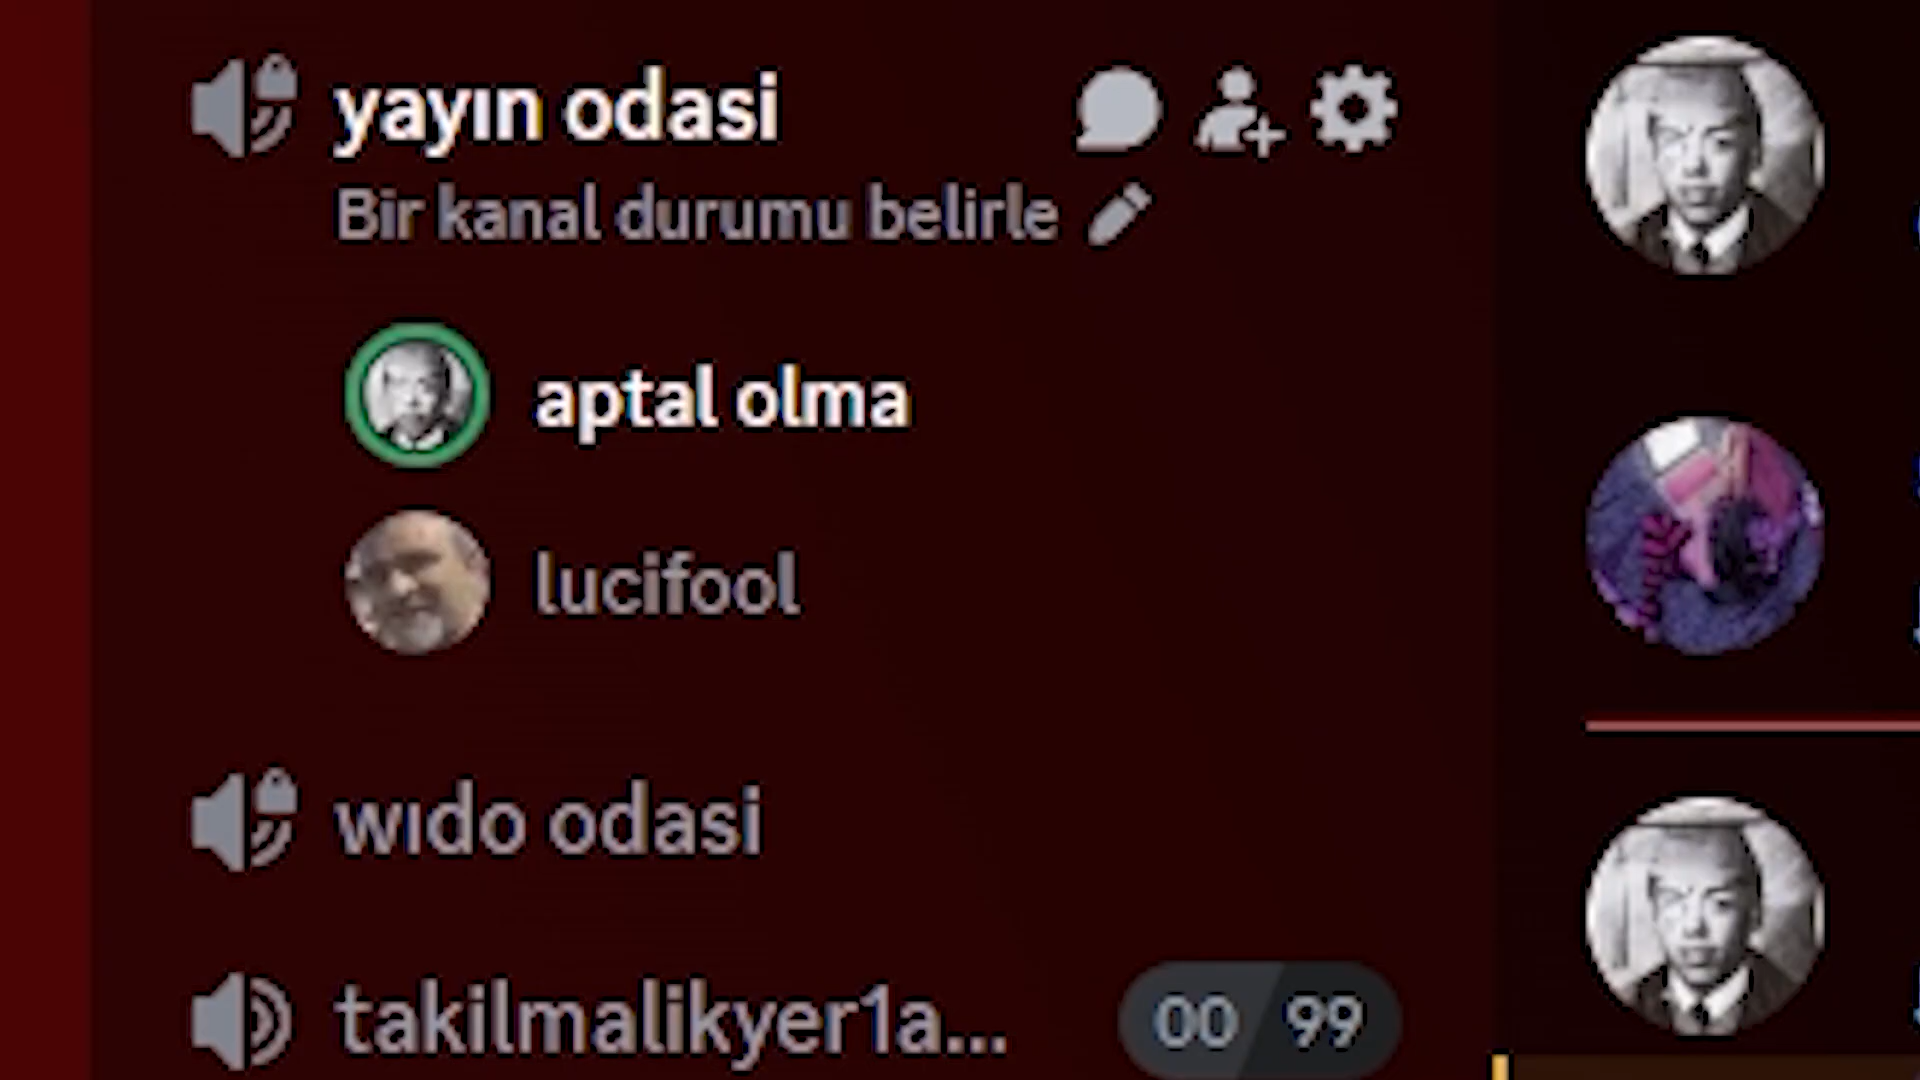 yayın odasi
Bir kanal durumu belirle
aptal olma
lucifool
wıdo odasi
takilmalikyer1a...
00 99